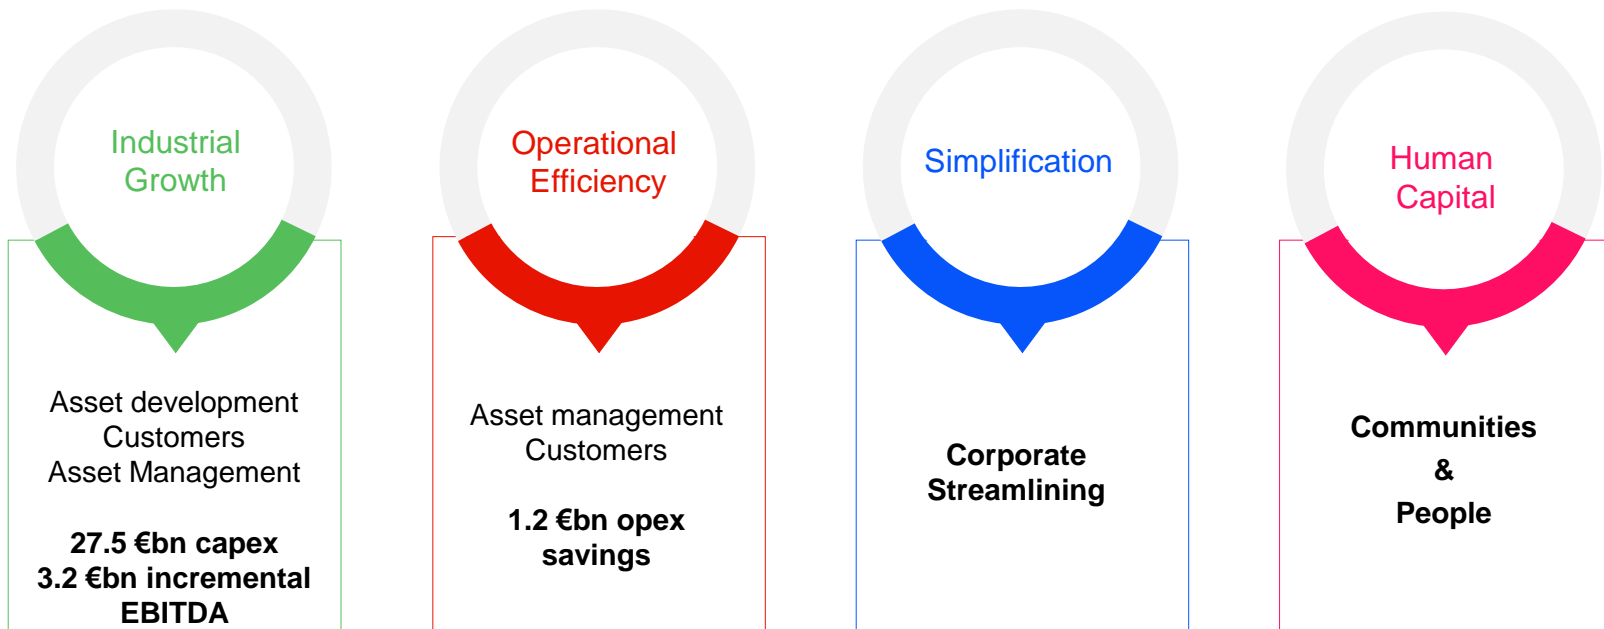 Industrial
Growth
Asset development
Customers
Asset Management
27.5 €bn capex
3.2 €bn incremental
EBITDA
Operational
Efficiency
Asset management
Customers
1.2 €bn opex
savings
Simplification
Corporate
Streamlining
Human
Capital
Communities
&
People